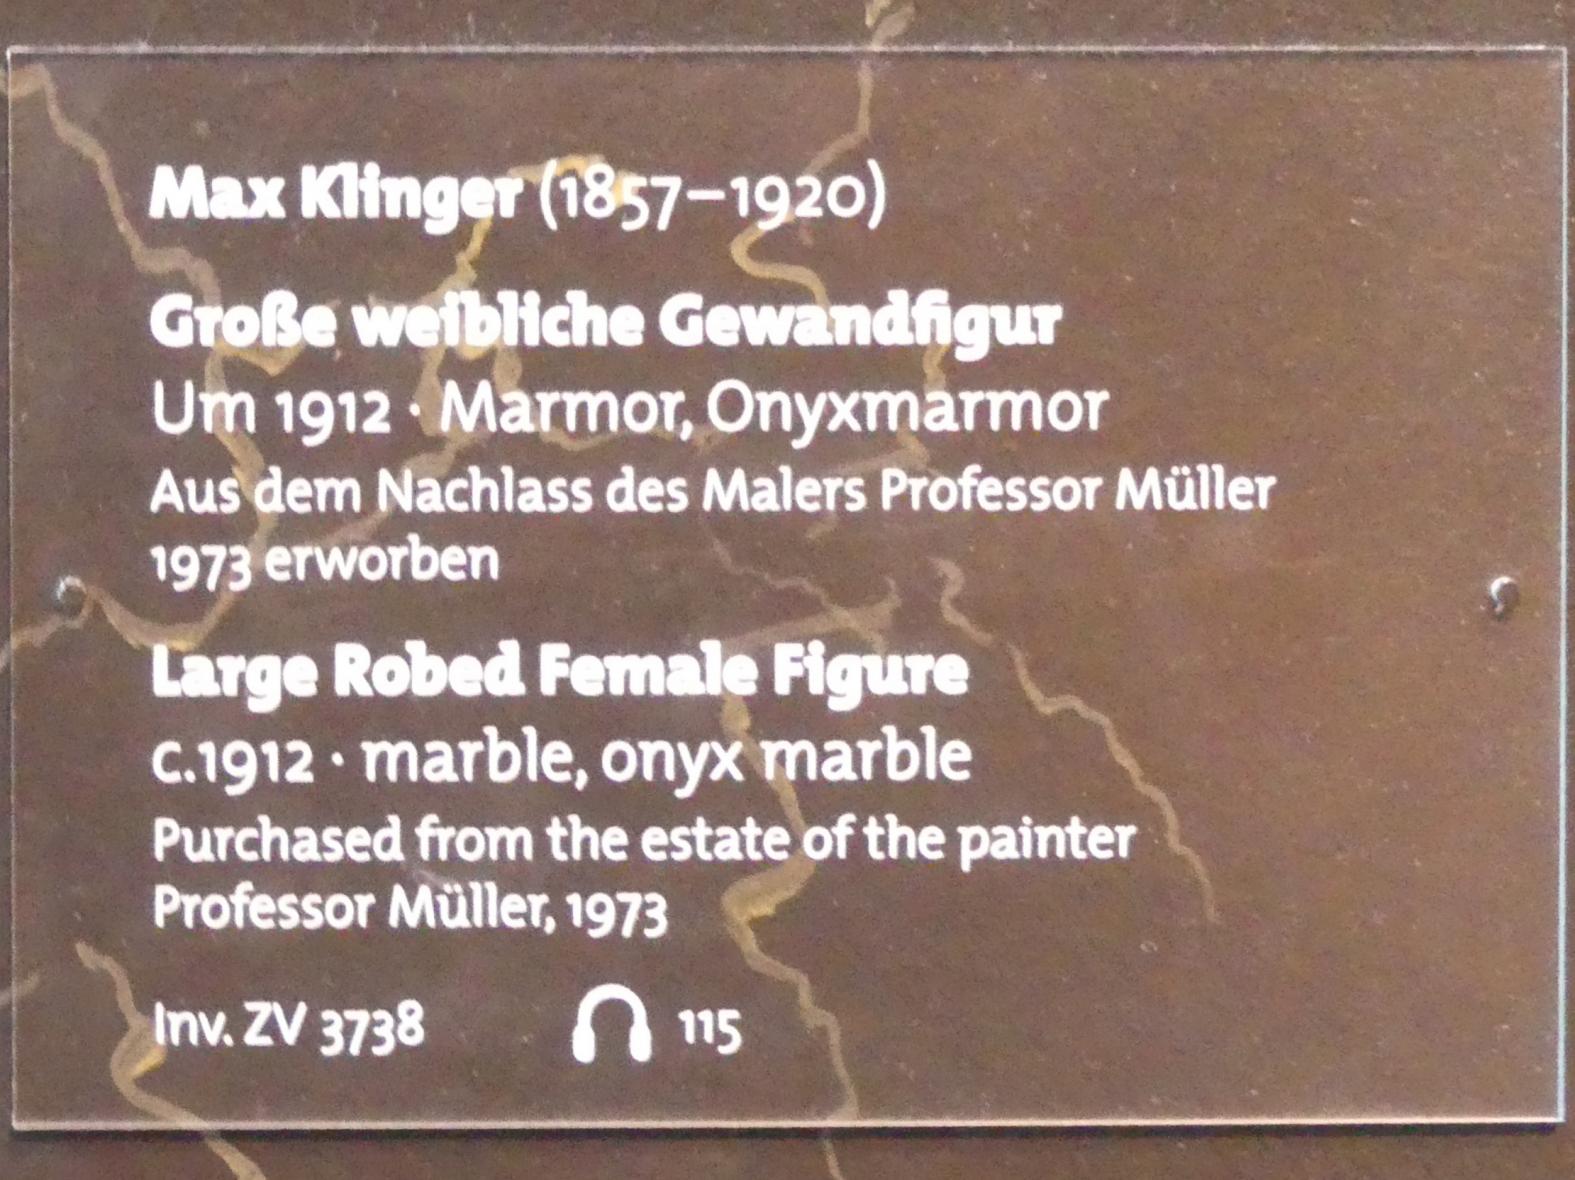 Max Klinger (1857–1920)
Große weibliche Gewandfigur
Um 1912 · Marmor, Onyxmarmor
Aus dem Nachlass des Malers Professor Müller
1973 erworben
Large Robed Female Figure
c.1912 · marble, onyx marble
Purchased from the estate of the painter
Professor Müller, 1973
Inv. ZV 3738 115